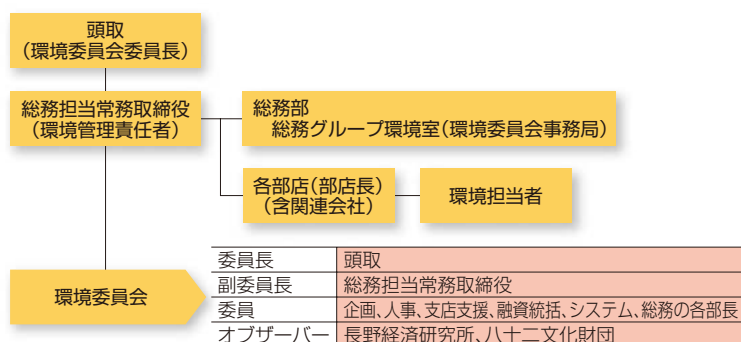 頭取
（環境委員会委員長）
総務担当常務取締役
（環境管理責任者）
総務部
総務グループ環境室（環境委員会事務局）
各部店（部店長）
（含関連会社）
環境担当者
環境委員会
委員長 頭取
副委員長 総務担当常務取締役
委員 企画、人事、支店支援、融資統括、システム、総務の各部長
オブザーバー 長野経済研究所、八十二文化財団